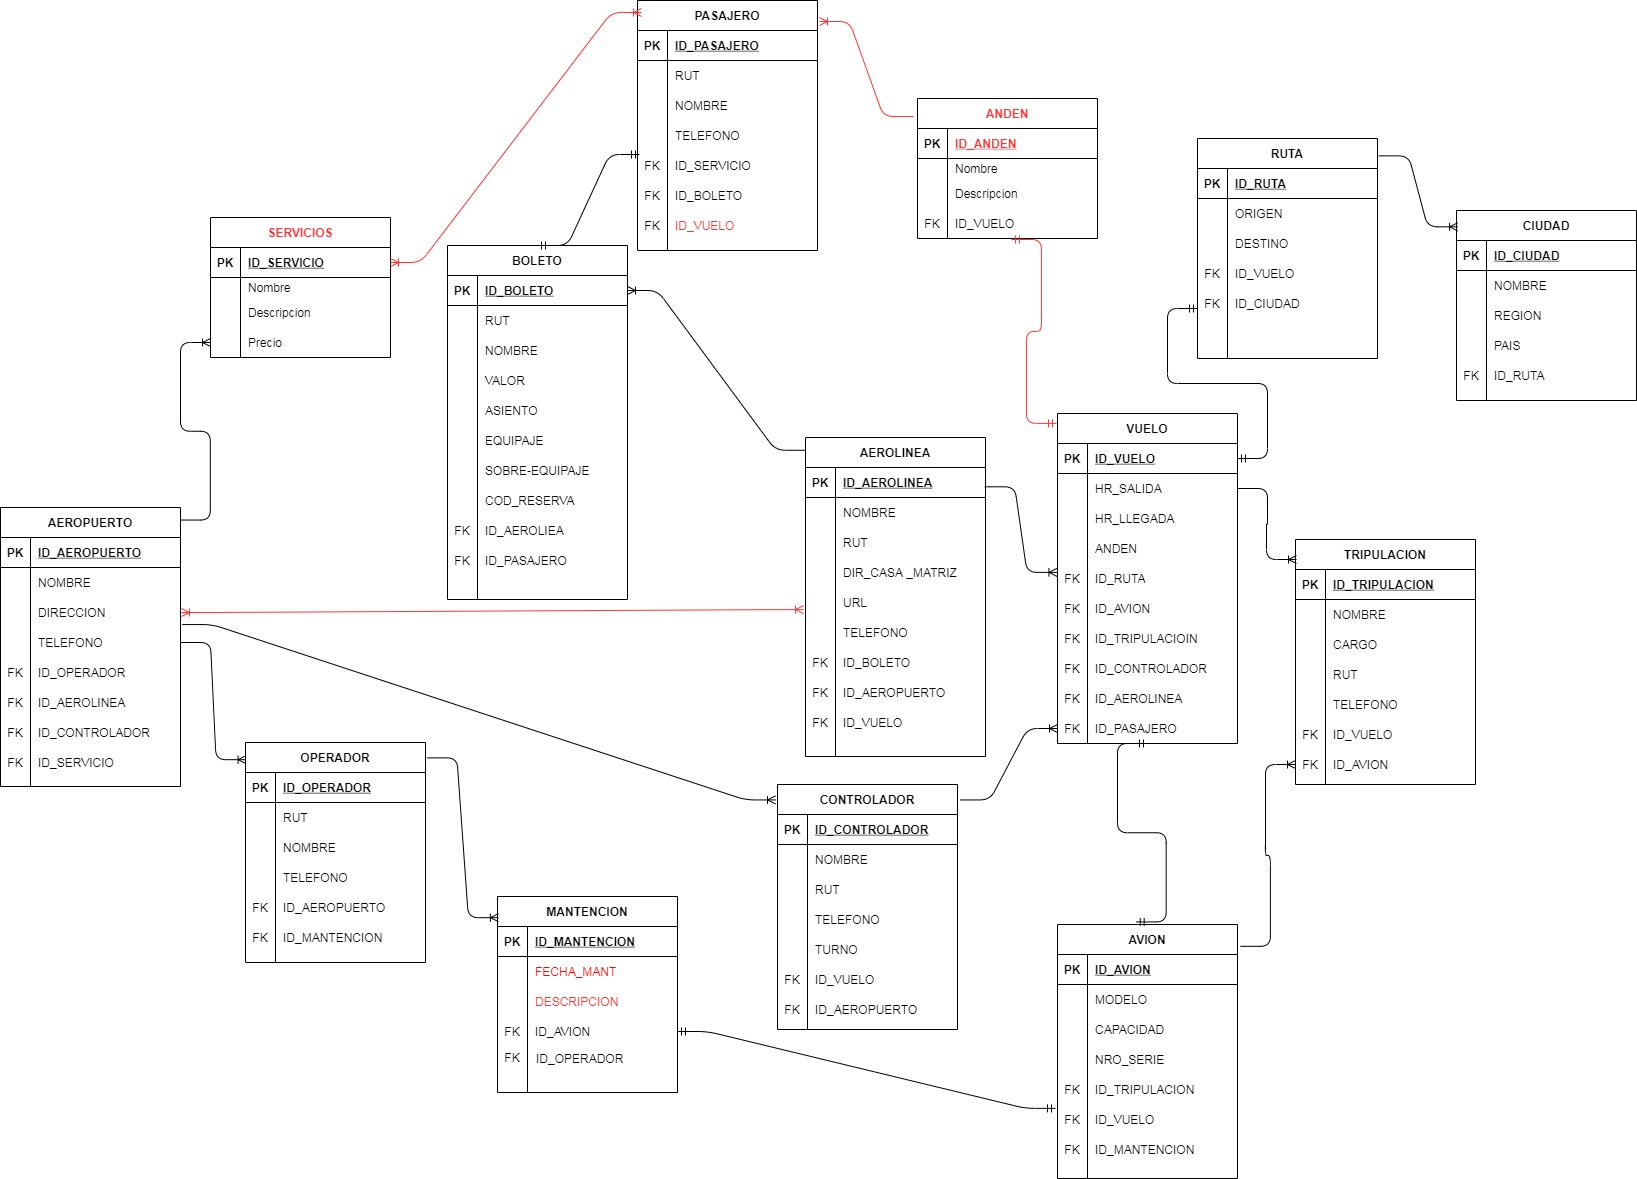 PASAJERO
PK ID_PASAJERO
RUT
NOMBRE
TELEFONO
FK ID_SERVICIO
FK ID_BOLETO
FK ID_VUELO
ANDEN
PK ID_ANDEN
Nombre
Descripcion
FK ID_VUELO
RUTA
PK ID_RUTA
ORIGEN
DESTINO
FK ID_VUELO
FK ID_CIUDAD
CIUDAD
PK ID_CIUDAD
NOMBRE
REGION
PAIS
FK ID_RUTA
SERVICIOS
PK ID_SERVICIO
Nombre
Descripcion
Precio
BOLETO
PK ID_BOLETO
RUT
NOMBRE
VALOR
ASIENTO
EQUIPAJE
SOBRE-EQUIPAJE
COD_RESERVA
FK ID_AEROLIEA
FK ID_PASAJERO
AEROLINEA
PK ID_AEROLINEA
NOMBRE
RUT
DIR_CASA _MATRIZ
URL
TELEFONO
FK ID_BOLETO
FK ID_AEROPUERTO
FK ID_VUELO
VUELO
PK ID_VUELO
HR_SALIDA
HR_LLEGADA
ANDEN
FK ID_RUTA
FK ID_AVION
FK ID_TRIPULACIOIN
FK ID_CONTROLADOR
FK ID_AEROLINEA
FK ID_PASAJERO
AEROPUERTO
PK ID_AEROPUERTO
NOMBRE
DIRECCION
TELEFONO
FK ID_OPERADOR
FK ID_AEROLINEA
FK ID_CONTROLADOR
FK ID_SERVICIO
TRIPULACION
PK ID_TRIPULACION
NOMBRE
CARGO
RUT
TELEFONO
FK ID_VUELO
FK ID_AVION
OPERADOR
PK ID_OPERADOR
RUT
NOMBRE
TELEFONO
FK ID_AEROPUERTO
FK ID_MANTENCION
CONTROLADOR
PK ID_CONTROLADOR
NOMBRE
RUT
TELEFONO
TURNO
FK ID_VUELO
FK ID_AEROPUERTO
MANTENCION
PK ID_MANTENCION
FECHA_MANT
DESCRIPCION
FK ID_AVION
FK ID_OPERADOR
AVION
PK ID_AVION
MODELO
CAPACIDAD
NRO_SERIE
FK ID_TRIPULACION
FK ID_VUELO
FK ID_MANTENCION